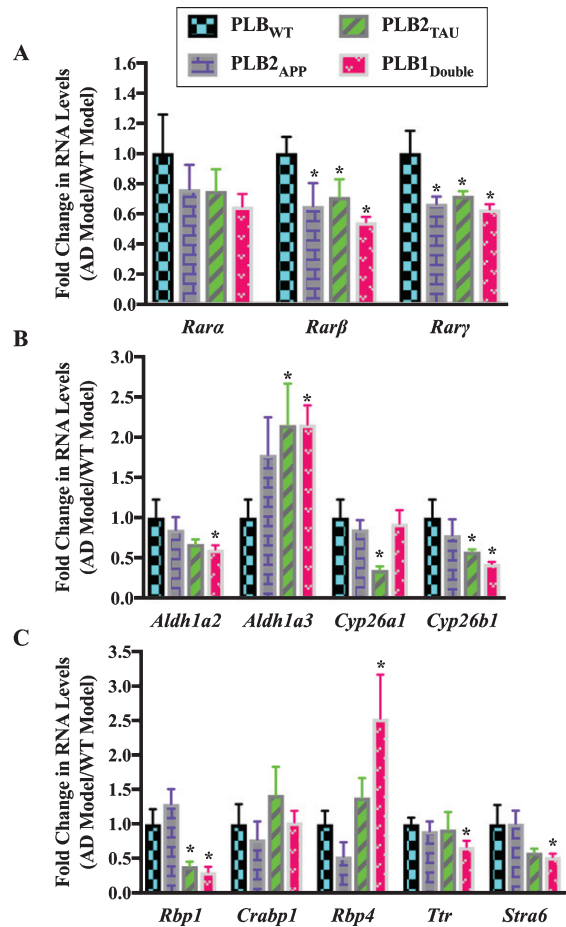 A
PLBWT
PLB2TAU
PLB2APP
PLB1Double
Fold Change in RNA Levels
(AD Model/WT Model)
1.6
1.4
1.2
1.0
0.8
0.6
0.4
0.2
0.0
* * * * * *
Rarα Rarβ Rarγ
B
Fold Change in RNA Levels
(AD Model/WT Model)
3.0
2.5
2.0
1.5
1.0
0.5
0.0
* * * * * *
Aldh1a2 Aldh1a3 Cyp26a1 Cyp26b1
C
Fold Change in RNA Levels
(AD Model/WT Model)
3.5
3.0
2.5
2.0
1.5
1.0
0.5
0.0
* * * * *
Rbp1 Crabp1 Rbp4 Ttr Stra6